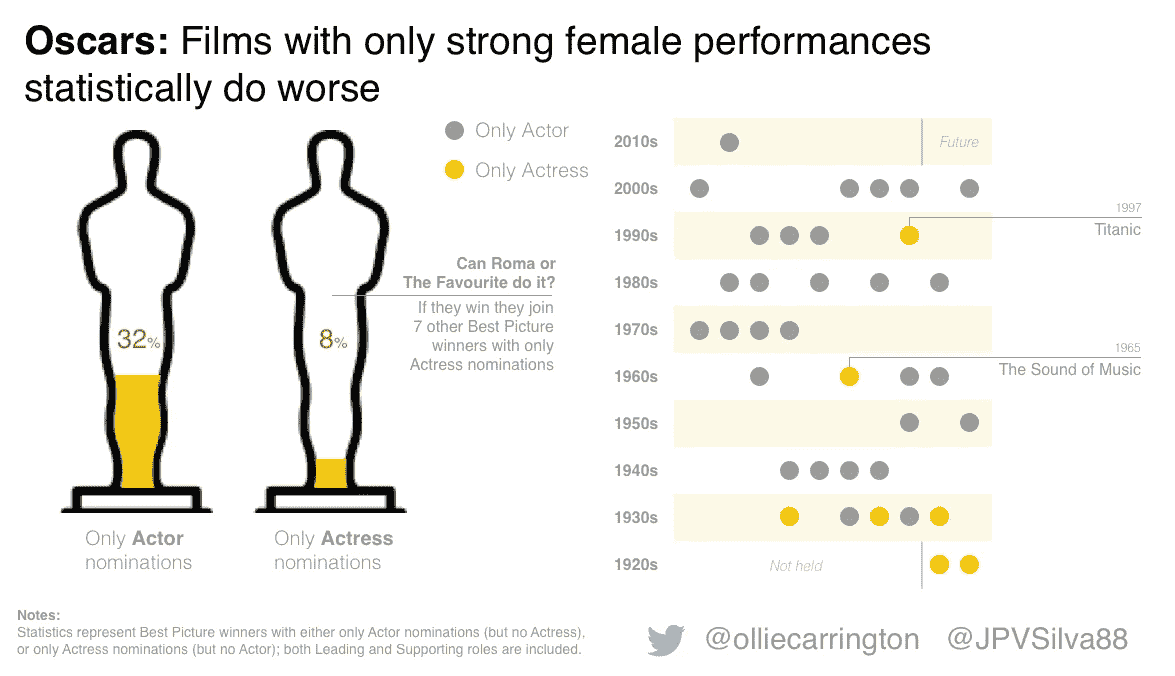 Oscars: Films with only strong female performances
statistically do worse
Only Actor
Only Actress
Can Roma or
The Favourite do it?
If they win they join
7 other Best Picture
winners with only
Actress nominations
32%
8%
Only Actor
nominations
Only Actress
nominations
2010s
Future
2000s
1997
Titanic
1990s
1980s
1970s
1965
The Sound of Music
1960s
1950s
1940s
1930s
1920s
Not held
Notes:
Statistics represent Best Picture winners with either only Actor nominations (but no Actress),
or only Actress nominations (but no Actor); both Leading and Supporting roles are included.
@olliecarrington @JPVSilva88